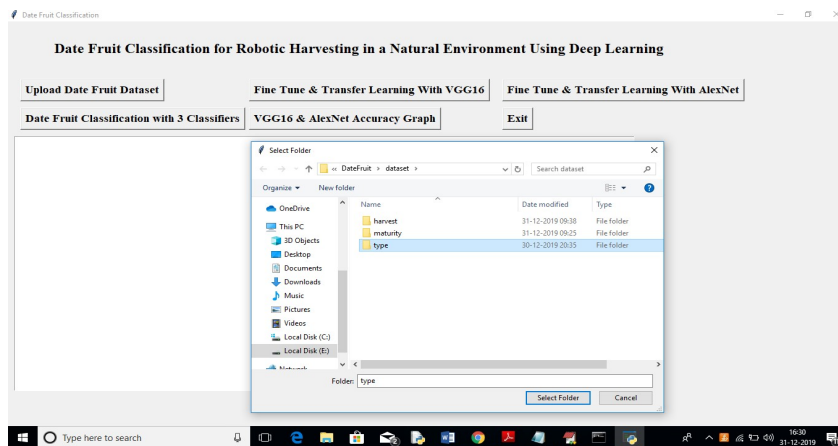 Date Fruit Classification
Date Fruit Classification for Robotic Harvesting in a Natural Environment Using Deep Learning
Upload Date Fruit Dataset
Fine Tune & Transfer Learning With VGG16
Fine Tune & Transfer Learning With AlexNet
Date Fruit Classification with 3 Classifiers
VGG16 & AlexNet Accuracy Graph
Exit
Select Folder
« DateFruit › dataset ›
Search dataset
Organize
New folder
Name
Date modified
Type
OneDrive
This PC
3D Objects
Desktop
Documents
Downloads
Music
Pictures
Videos
Local Disk (C:)
Local Disk (E:)
Network
harvest 31-12-2019 09:38 File folder
maturity 31-12-2019 09:25 File folder
type 30-12-2019 20:35 File folder
Folder: type
Select Folder
Cancel
Type here to search
16:30
31-12-2019